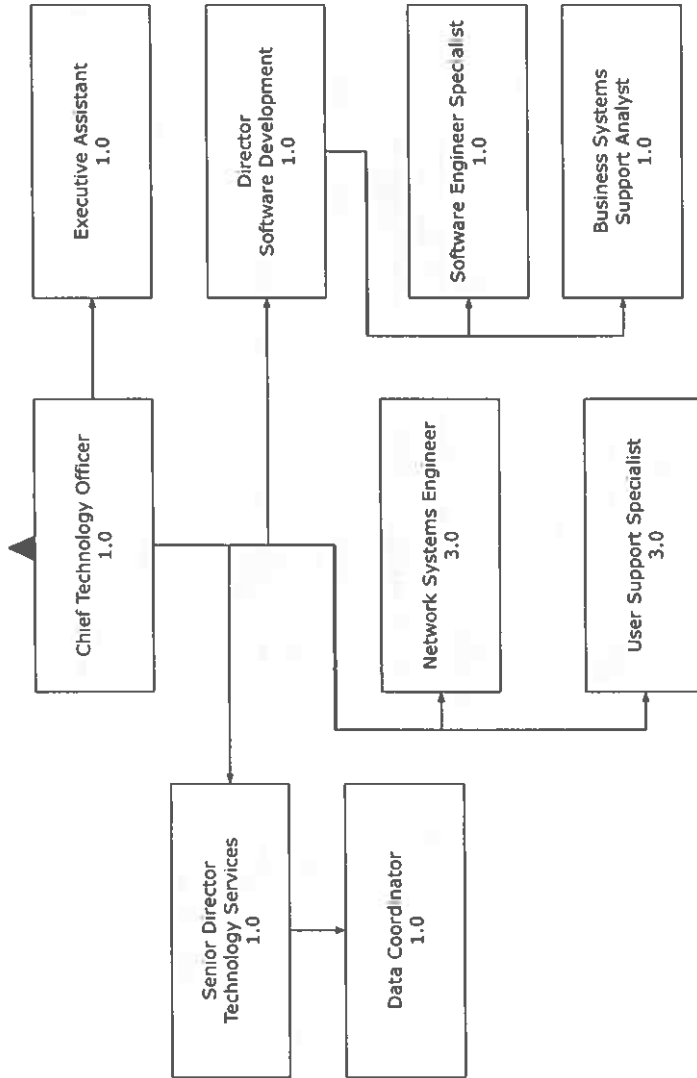 Chief Technology Officer
1.0
Executive Assistant
1.0
Senior Director
Technology Services
1.0
Director
Software Development
1.0
Data Coordinator
1.0
Network Systems Engineer
3.0
Software Engineer Specialist
1.0
User Support Specialist
3.0
Business Systems
Support Analyst
1.0